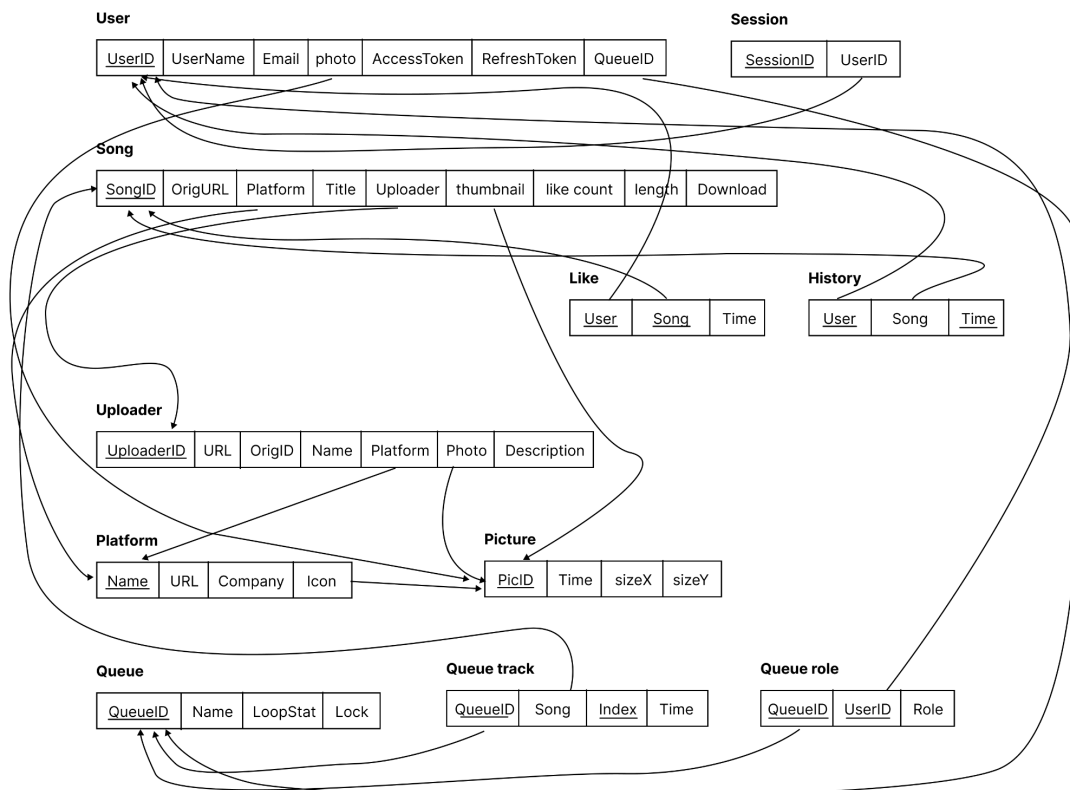 User
UserID UserName Email photo AccessToken RefreshToken QueueID
Session
SessionID UserID
Song
SongID OrigURL Platform Title Uploader thumbnail like count length Download
Like
User Song Time
History
User Song Time
Uploader
UploaderID URL OrigID Name Platform Photo Description
Platform
Name URL Company Icon
Picture
PicID Time sizeX sizeY
Queue
QueueID Name LoopStat Lock
Queue track
QueueID Song Index Time
Queue role
QueueID UserID Role